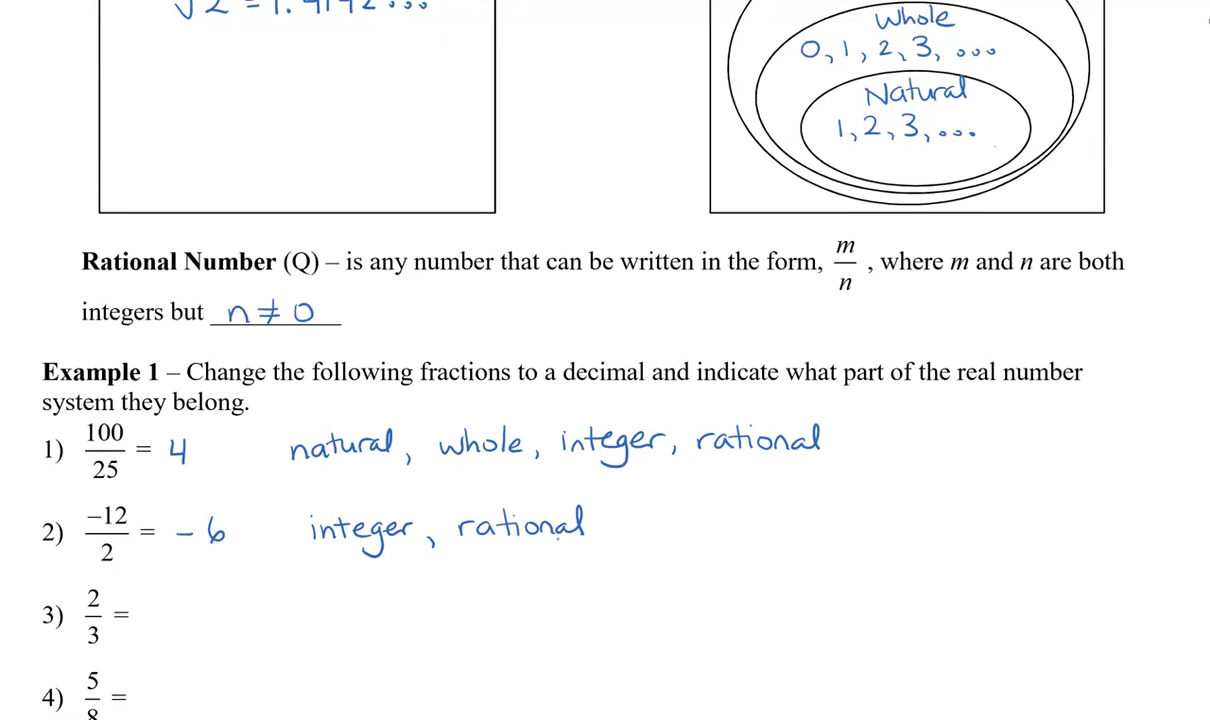 √2 = 1.4142...
Whole
0, 1, 2, 3, ...
Natural
1, 2, 3, ...
Rational Number (Q) – is any number that can be written in the form, m/n , where m and n are both
integers but n ≠ 0
Example 1 – Change the following fractions to a decimal and indicate what part of the real number
system they belong.
1) 100/25 = 4 natural, whole, integer, rational
2) –12/2 = -6 integer, rational
3) 2/3 =
4) 5/8 =